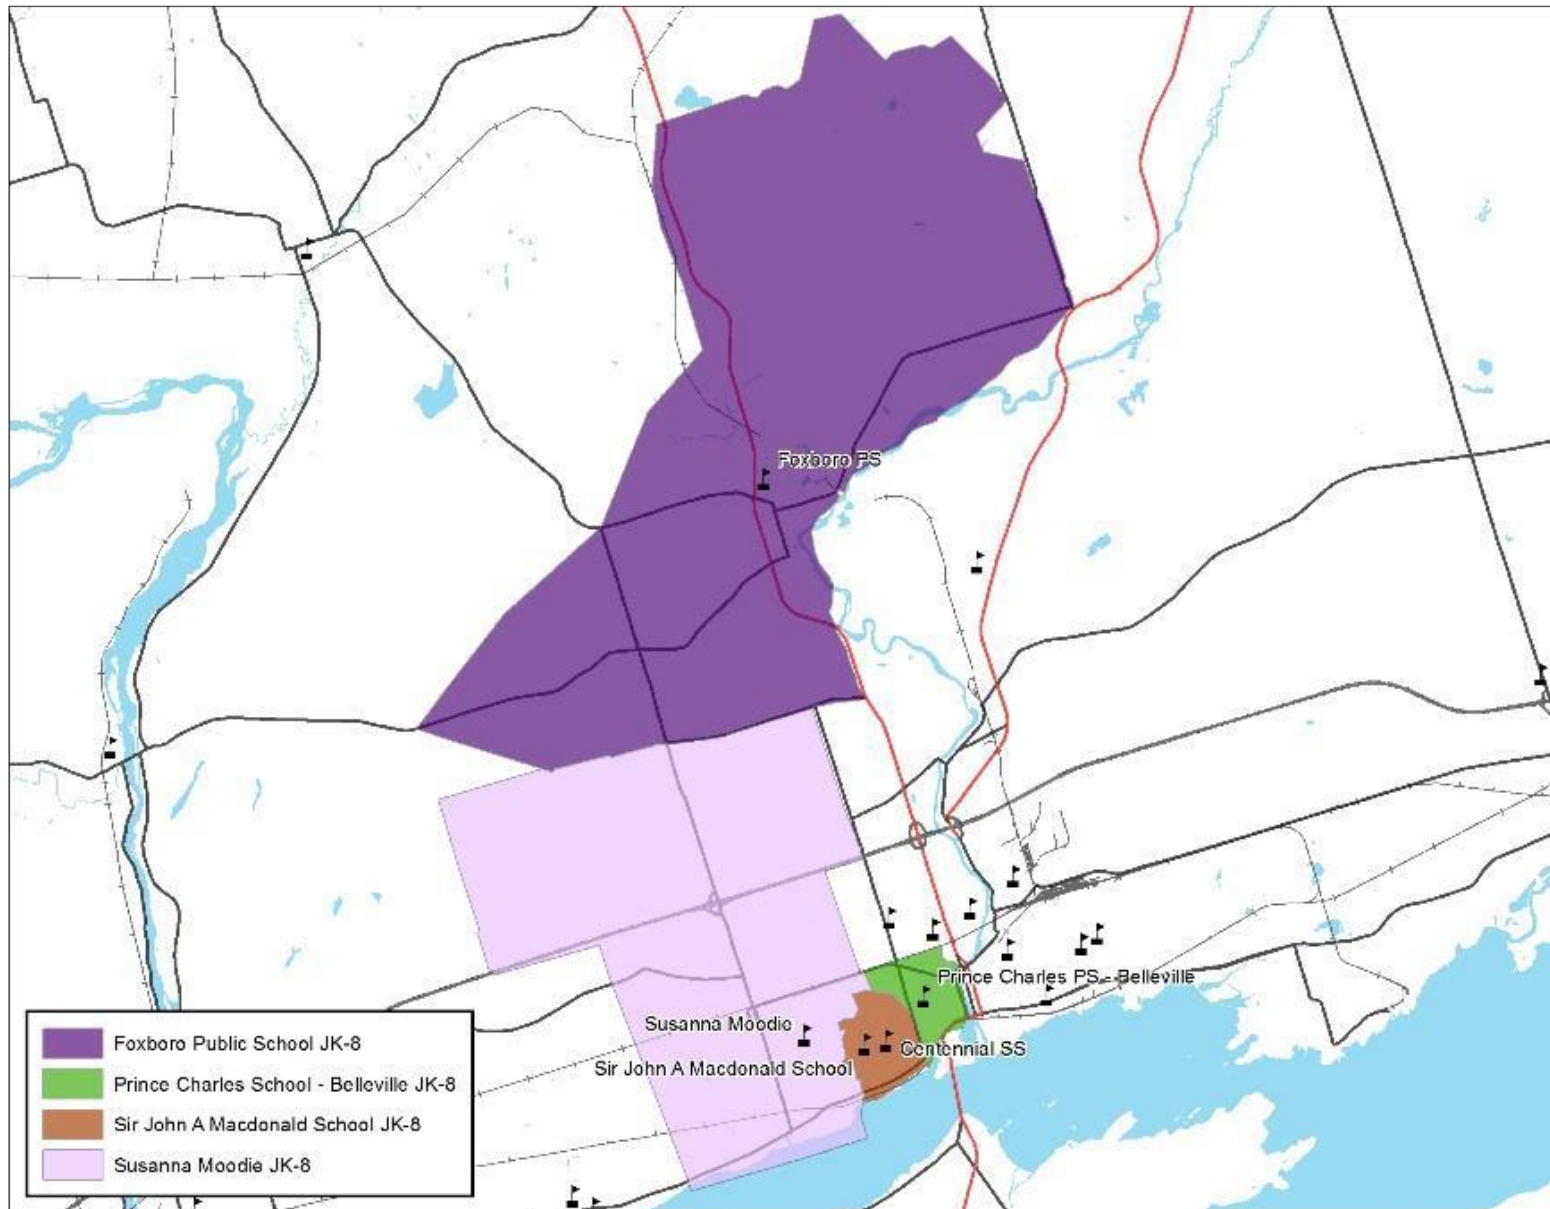 Foxboro PS
Prince Charles PS - Belleville
Susanna Moodie
Centennial SS
Sir John A Macdonald School
Foxboro Public School JK-8
Prince Charles School - Belleville JK-8
Sir John A Macdonald School JK-8
Susanna Moodie JK-8